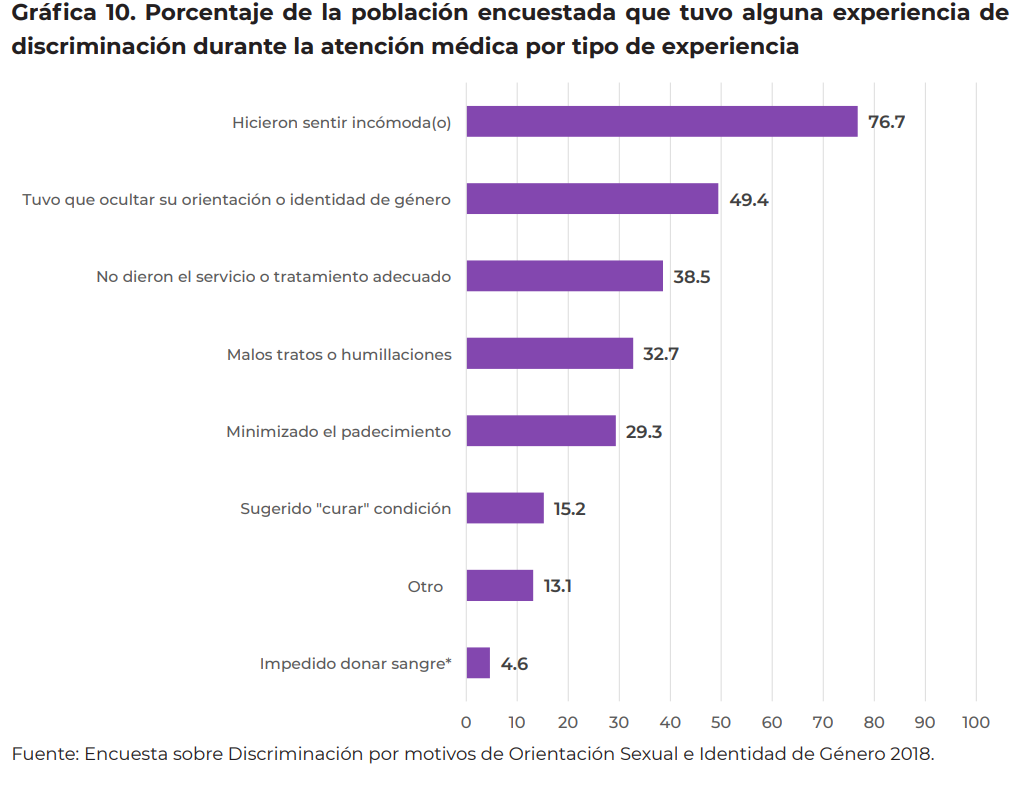 Gráfica 10. Porcentaje de la población encuestada que tuvo alguna experiencia de
discriminación durante la atención médica por tipo de experiencia
Hicieron sentir incómoda(o) 76.7
Tuvo que ocultar su orientación o identidad de género 49.4
No dieron el servicio o tratamiento adecuado 38.5
Malos tratos o humillaciones 32.7
Minimizado el padecimiento 29.3
Sugerido "curar" condición 15.2
Otro 13.1
Impedido donar sangre* 4.6
0 10 20 30 40 50 60 70 80 90 100
Fuente: Encuesta sobre Discriminación por motivos de Orientación Sexual e Identidad de Género 2018.